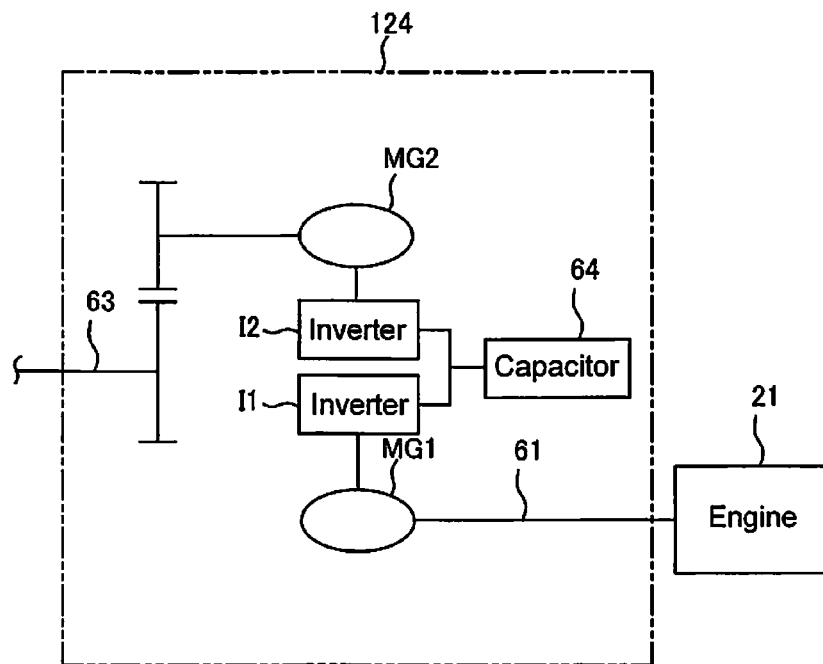 124
MG2
63
64
I2
Inverter
Capacitor
I1
Inverter
21
MG1
61
Engine